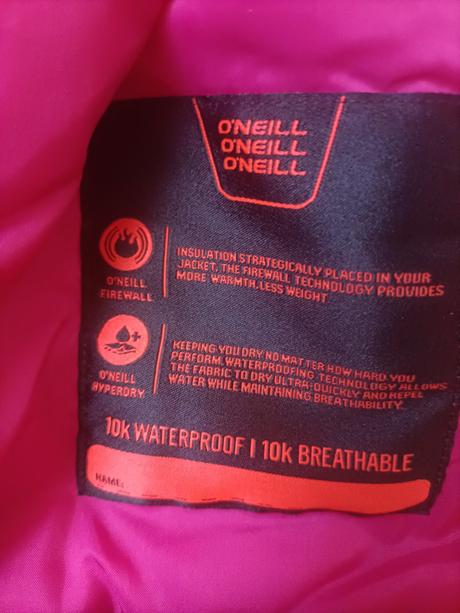 O'NEILL
O'NEILL
O'NEILL
INSULATION STRATEGICALLY PLACED IN YOUR
JACKET. THE FIREWALL TECHNOLOGY PROVIDES
MORE WARMTH, LESS WEIGHT
O'NEILL
FIREWALL
KEEPING YOU DRY NO MATTER HOW HARD YOU
PERFORM. WATERPROOFING TECHNOLOGY ALLOWS
THE FABRIC TO DRY ULTRA-QUICKLY AND REPEL
WATER WHILE MAINTAINING BREATHABILITY.
O'NEILL
HYPERDRY
10K WATERPROOF | 10K BREATHABLE
NAME: